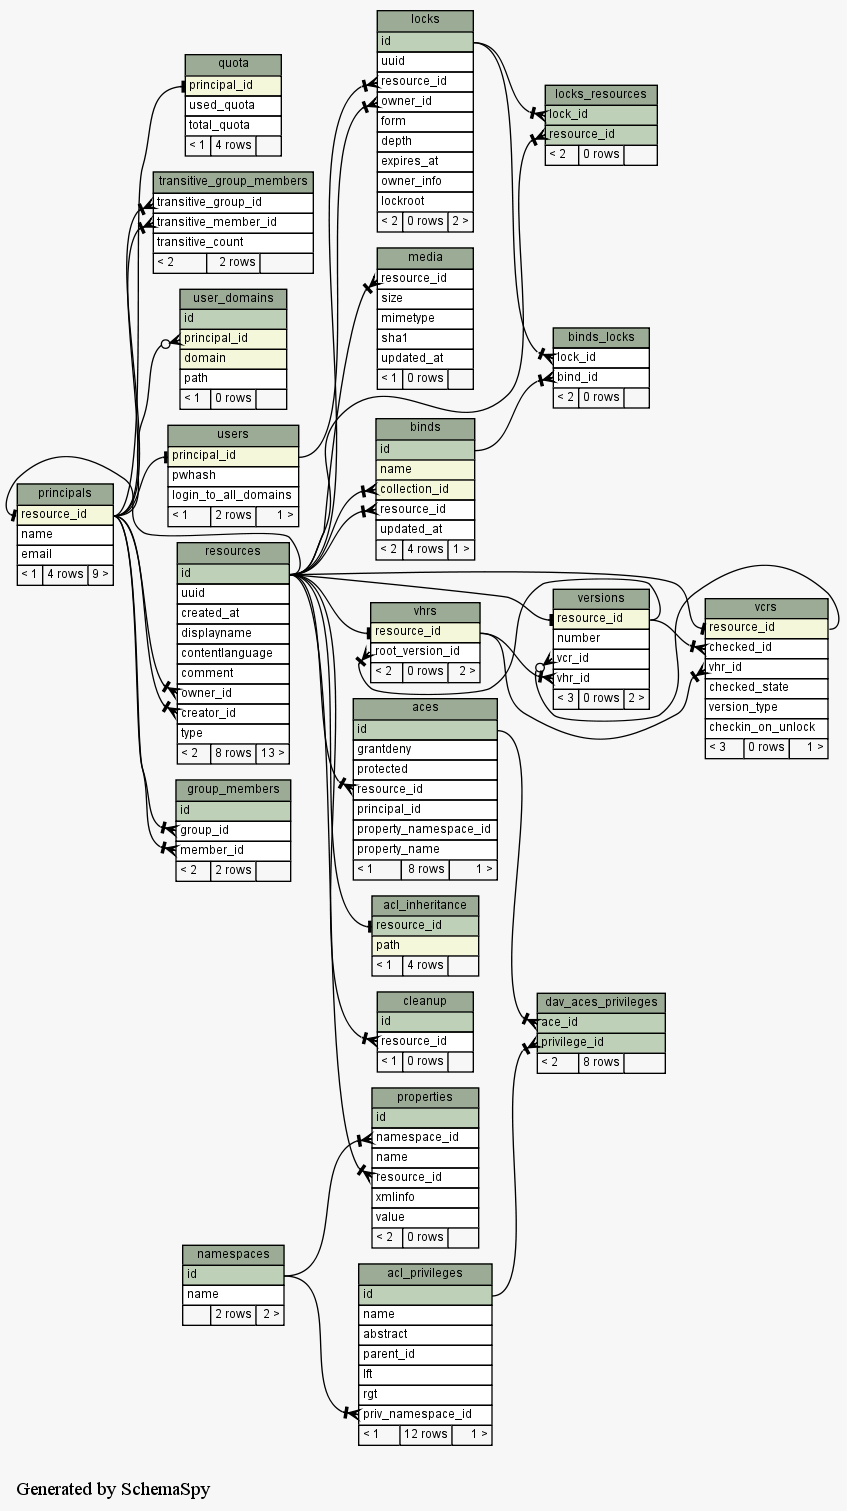 locks
id
uuid
resource_id
owner_id
form
depth
expires_at
owner_info
lockroot
< 2 0 rows 2 >
quota
principal_id
used_quota
total_quota
< 1 4 rows
locks_resources
lock_id
resource_id
< 2 0 rows
transitive_group_members
transitive_group_id
transitive_member_id
transitive_count
< 2 2 rows
media
resource_id
size
mimetype
sha1
updated_at
< 1 0 rows
user_domains
id
principal_id
domain
path
< 1 0 rows
binds_locks
lock_id
bind_id
< 2 0 rows
binds
id
name
collection_id
resource_id
updated_at
< 2 4 rows 1 >
users
principal_id
pwhash
login_to_all_domains
< 1 2 rows 1 >
principals
resource_id
name
email
< 1 4 rows 9 >
resources
id
uuid
created_at
displayname
contentlanguage
comment
owner_id
creator_id
type
< 2 8 rows 13 >
vhrs
resource_id
root_version_id
< 2 0 rows 2 >
versions
resource_id
number
vcr_id
vhr_id
< 3 0 rows 2 >
vcrs
resource_id
checked_id
vhr_id
checked_state
version_type
checkin_on_unlock
< 3 0 rows 1 >
aces
id
grantdeny
protected
resource_id
principal_id
property_namespace_id
property_name
< 1 8 rows 1 >
group_members
id
group_id
member_id
< 2 2 rows
acl_inheritance
resource_id
path
< 1 4 rows
cleanup
id
resource_id
< 1 0 rows
dav_aces_privileges
ace_id
privilege_id
< 2 8 rows
properties
id
namespace_id
name
resource_id
xmlinfo
value
< 2 0 rows
namespaces
id
name
2 rows 2 >
acl_privileges
id
name
abstract
parent_id
lft
rgt
priv_namespace_id
< 1 12 rows 1 >
Generated by SchemaSpy